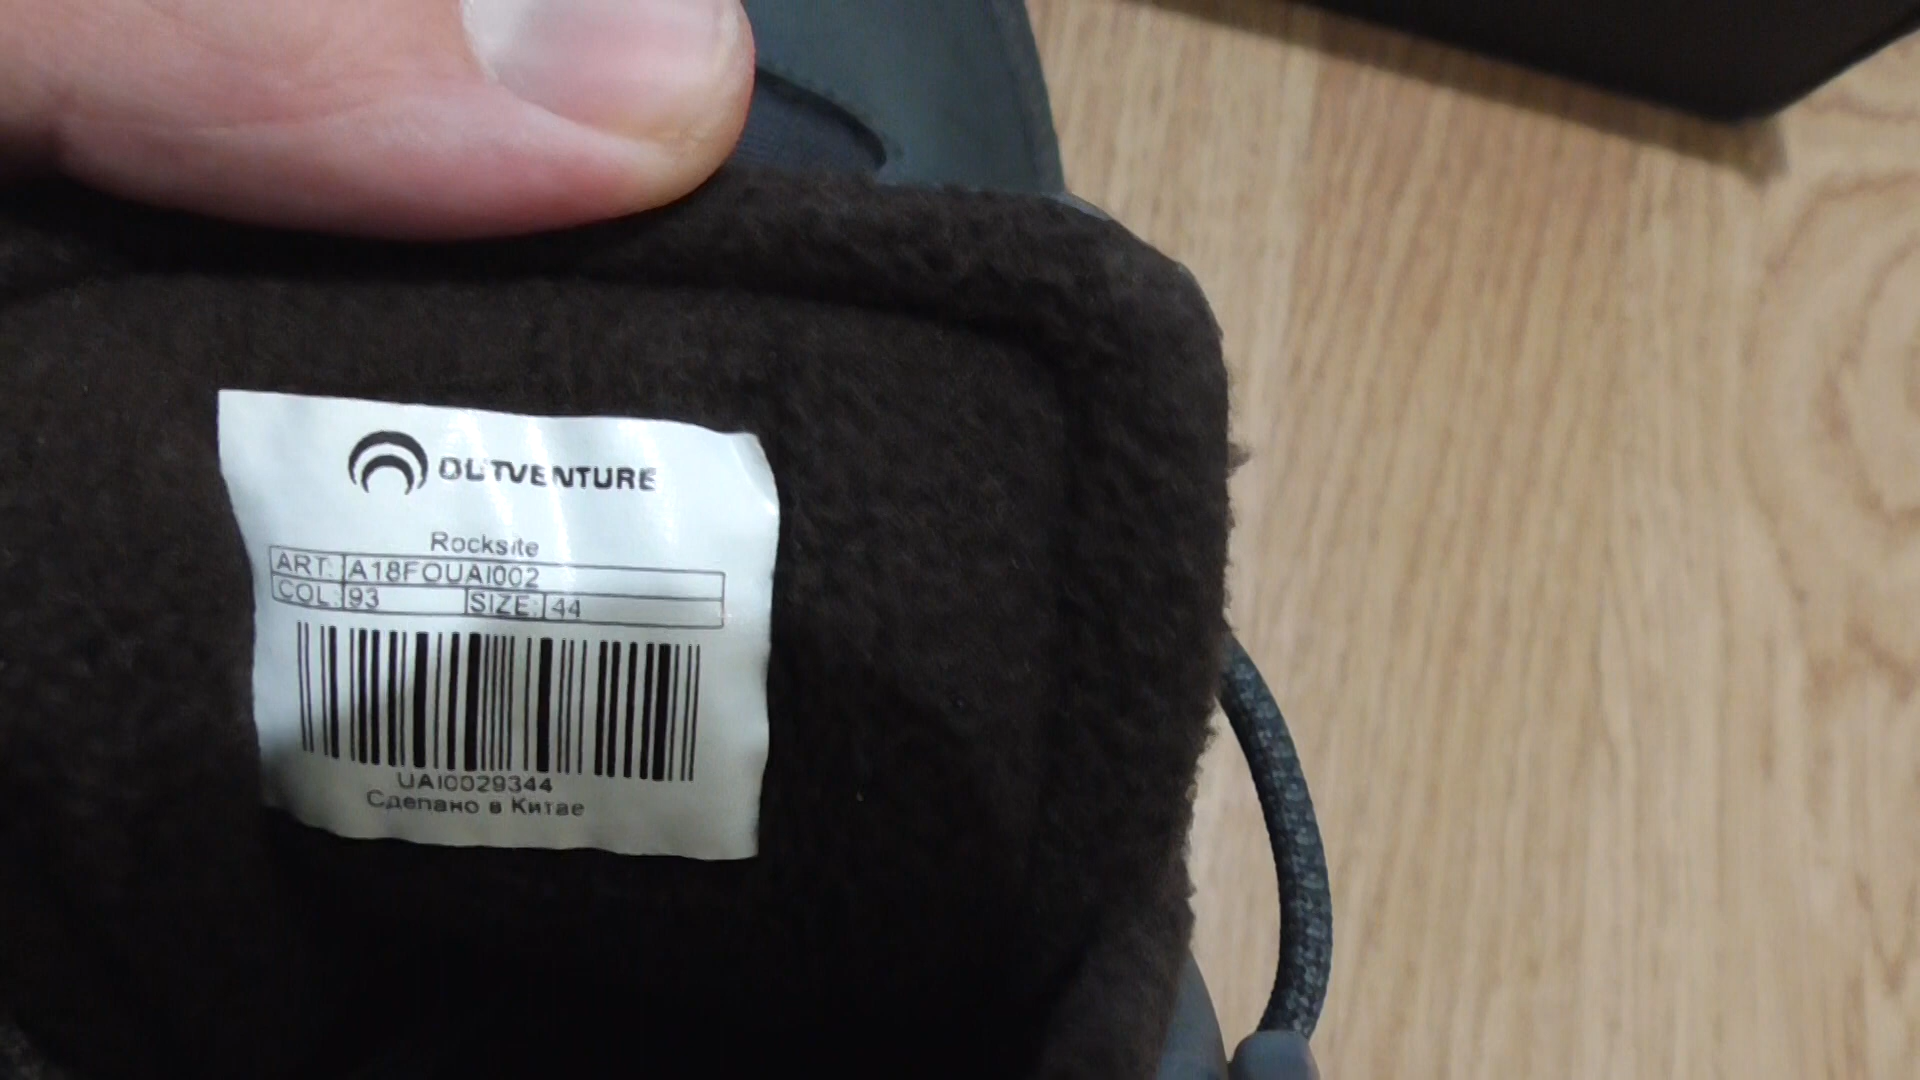 OUTVENTURE
Rocksite
ART: A18FOUAI002
COL: 93 SIZE: 44
UAI0029344
Сделано в Китае